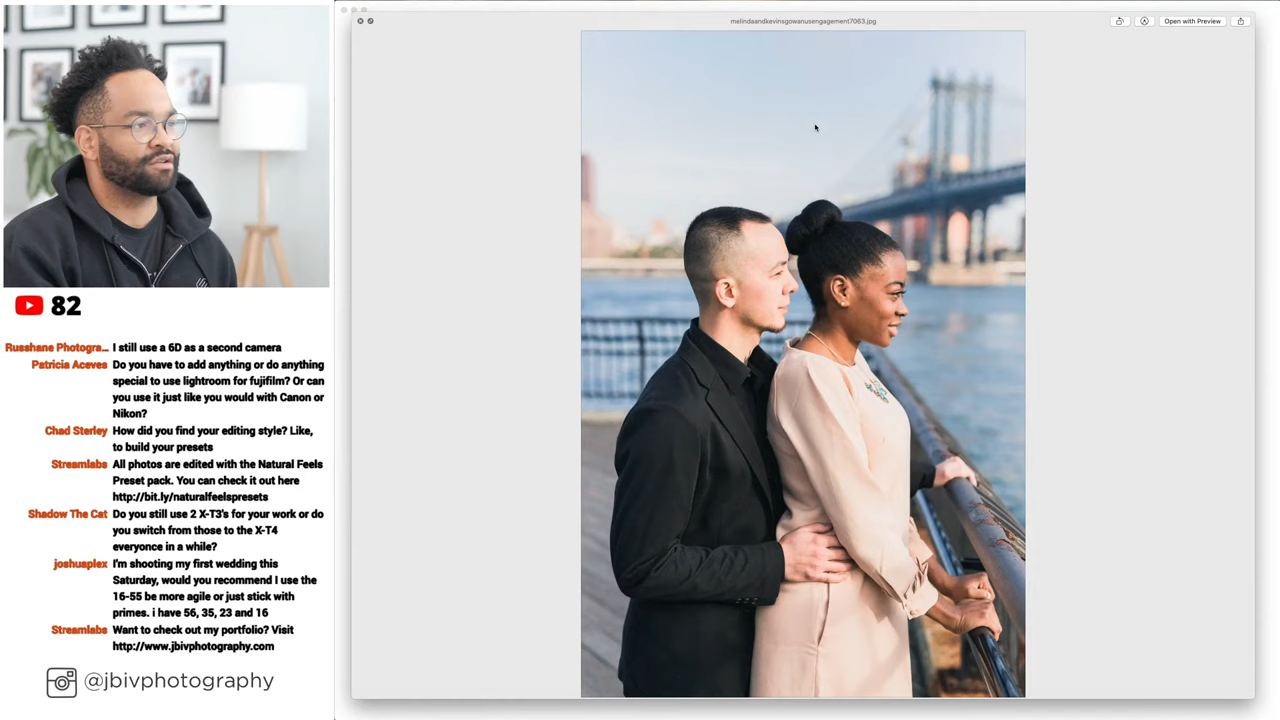 melindaandkevinsgowanusengagement7063.jpg
Open with Preview
82
Russhane Photogra... I still use a 6D as a second camera
Patricia Aceves Do you have to add anything or do anything
special to use lightroom for fujifilm? Or can
you use it just like you would with Canon or
Nikon?
Chad Sterley How did you find your editing style? Like,
to build your presets
Streamlabs All photos are edited with the Natural Feels
Preset pack. You can check it out here
http://bit.ly/naturalfeelspresets
Shadow The Cat Do you still use 2 X-T3's for your work or do
you switch from those to the X-T4
everyonce in a while?
joshuaplex I'm shooting my first wedding this
Saturday, would you recommend I use the
16-55 be more agile or just stick with
primes. i have 56, 35, 23 and 16
Streamlabs Want to check out my portfolio? Visit
http://www.jbivphotography.com
@jbivphotography